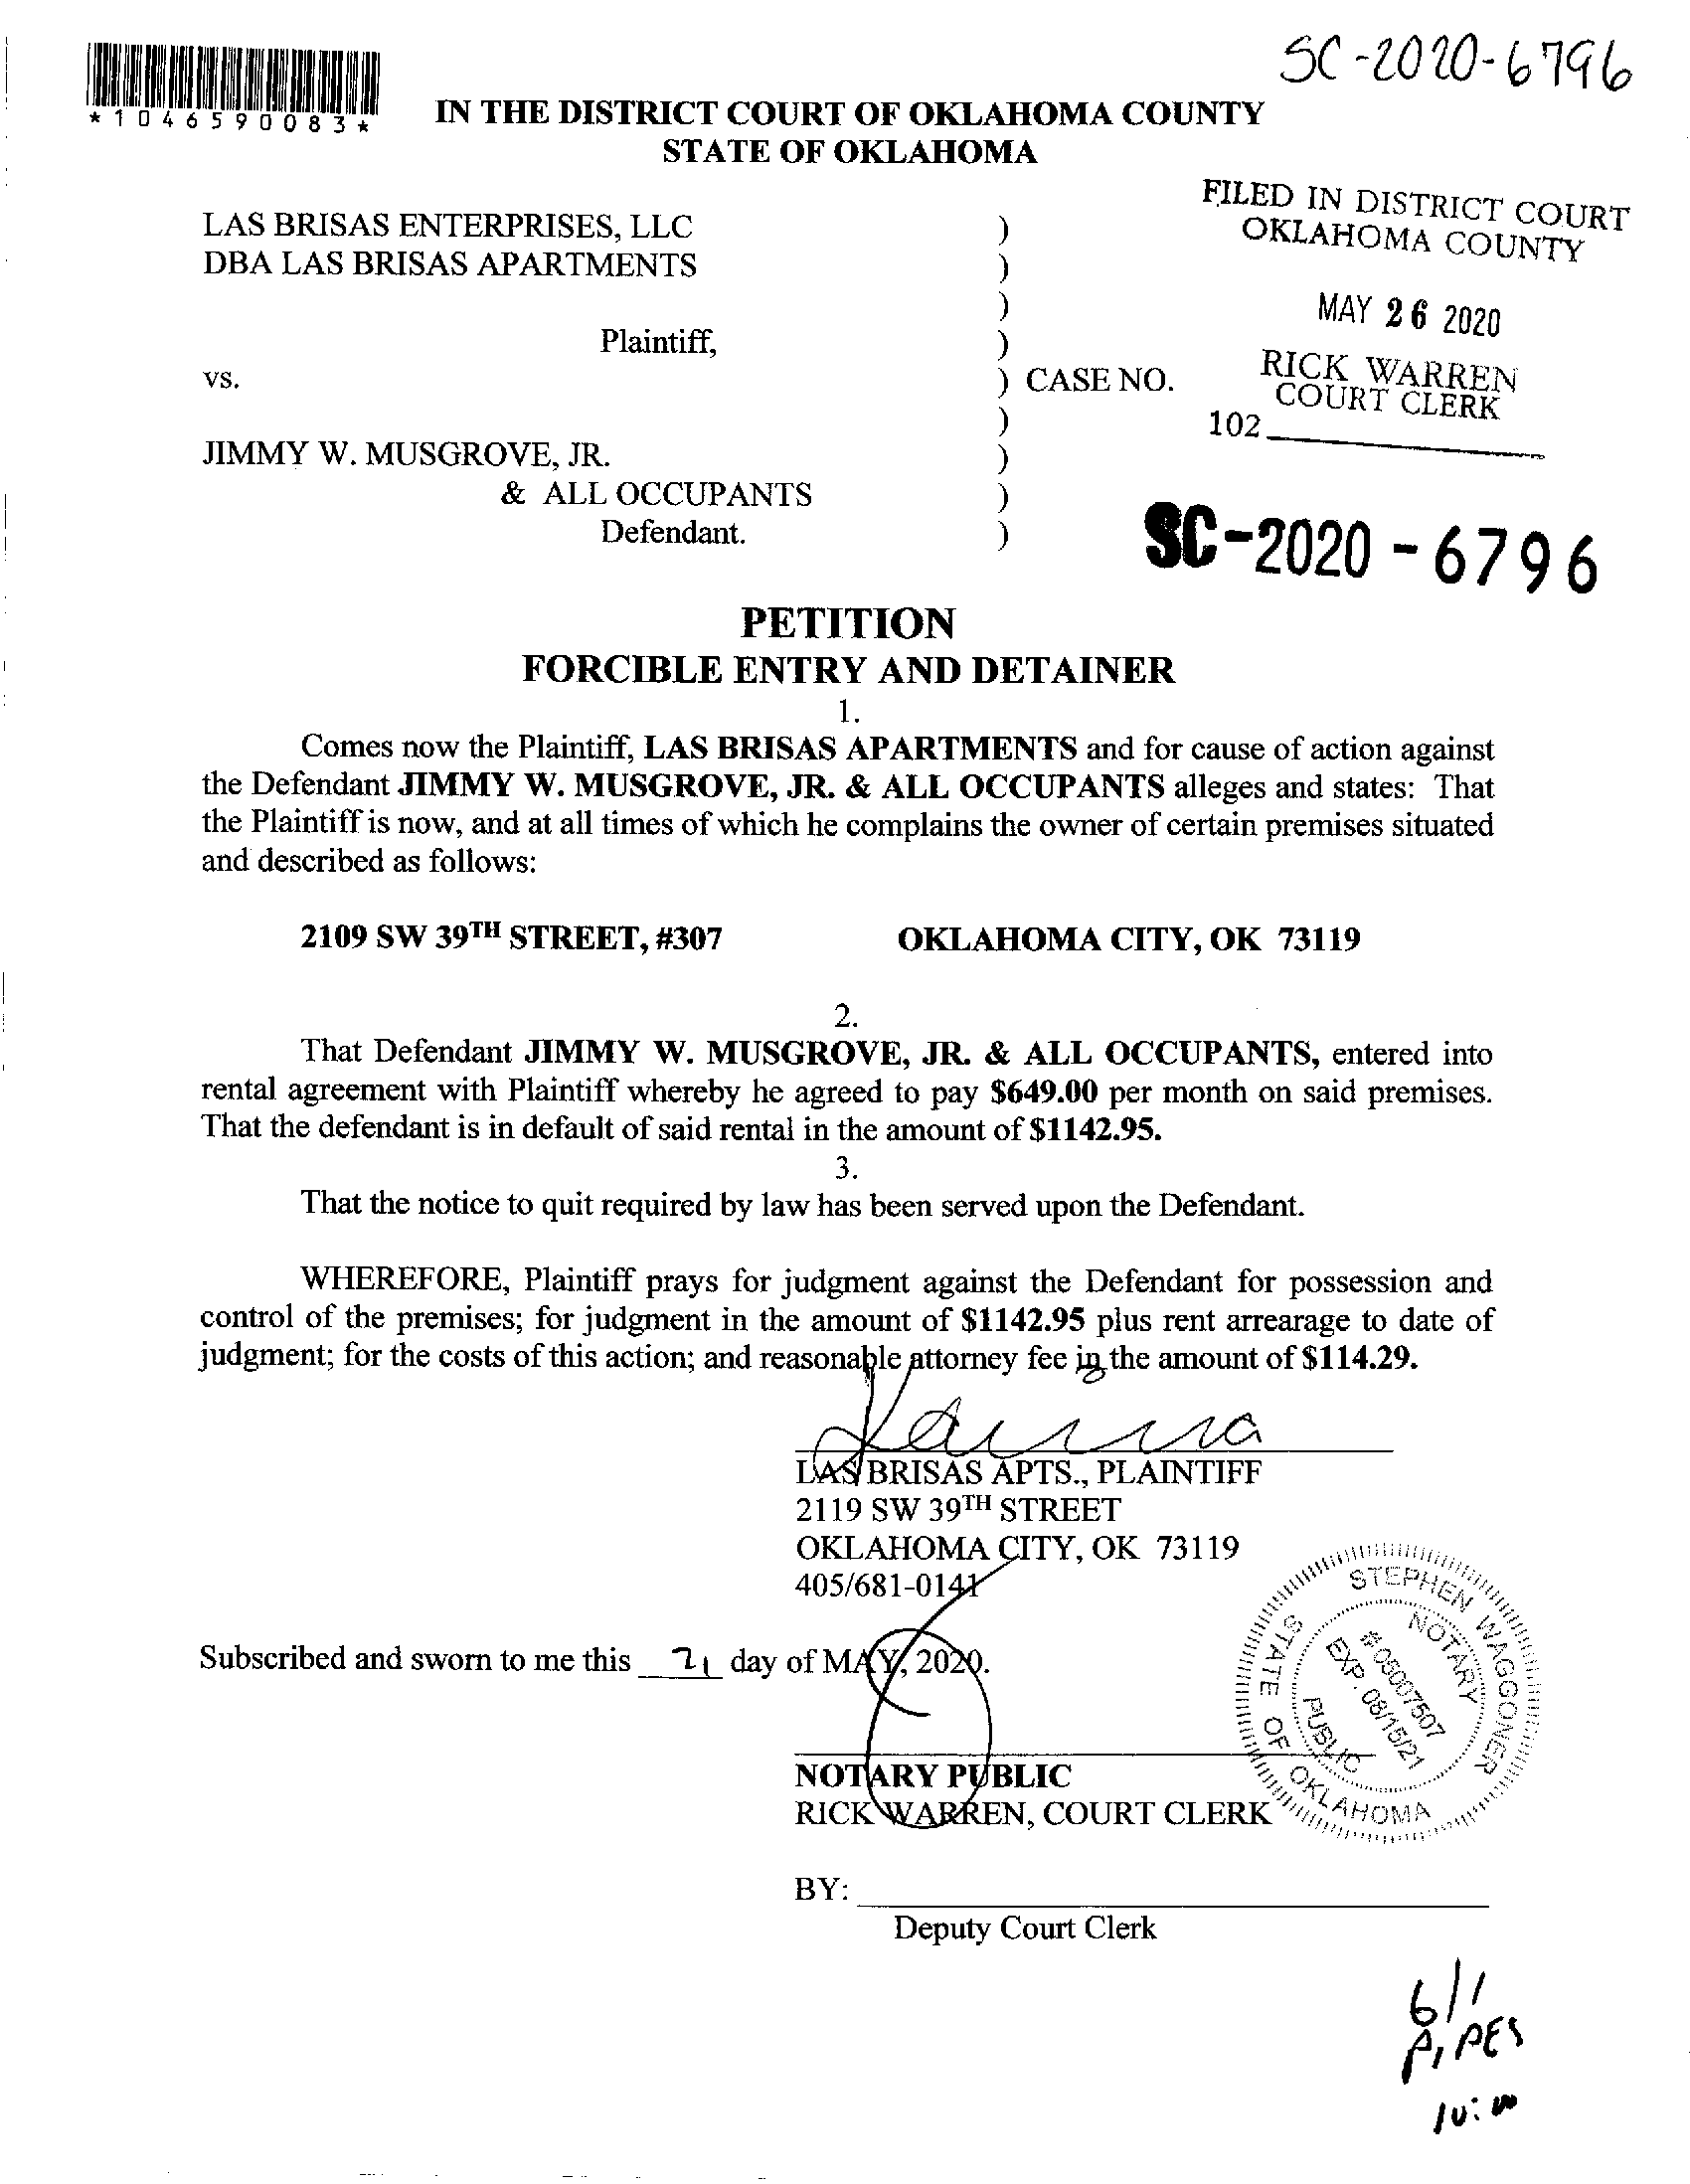 SC-2020-6796
*1046590083*
IN THE DISTRICT COURT OF OKLAHOMA COUNTY
STATE OF OKLAHOMA
FILED IN DISTRICT COURT
OKLAHOMA COUNTY
MAY 26 2020
RICK WARREN
COURT CLERK
102
LAS BRISAS ENTERPRISES, LLC )
DBA LAS BRISAS APARTMENTS )
)
Plaintiff, )
vs. ) CASE NO.
)
JIMMY W. MUSGROVE, JR. )
& ALL OCCUPANTS )
Defendant. )
SC-2020-6796
PETITION
FORCIBLE ENTRY AND DETAINER
1.
Comes now the Plaintiff, LAS BRISAS APARTMENTS and for cause of action against
the Defendant JIMMY W. MUSGROVE, JR. & ALL OCCUPANTS alleges and states: That
the Plaintiff is now, and at all times of which he complains the owner of certain premises situated
and described as follows:
2109 SW 39TH STREET, #307 OKLAHOMA CITY, OK 73119
2.
That Defendant JIMMY W. MUSGROVE, JR. & ALL OCCUPANTS, entered into
rental agreement with Plaintiff whereby he agreed to pay $649.00 per month on said premises.
That the defendant is in default of said rental in the amount of $1142.95.
3.
That the notice to quit required by law has been served upon the Defendant.
WHEREFORE, Plaintiff prays for judgment against the Defendant for possession and
control of the premises; for judgment in the amount of $1142.95 plus rent arrearage to date of
judgment; for the costs of this action; and reasonable attorney fee in the amount of $114.29.
LAS BRISAS APTS., PLAINTIFF
2119 SW 39TH STREET
OKLAHOMA CITY, OK 73119
405/681-0141
Subscribed and sworn to me this 21 day of MAY, 2020.
STEPHEN WAGGONER
NOTARY PUBLIC
# 05007507
EXP. 08/15/21
STATE OF OKLAHOMA
NOTARY PUBLIC
RICK WARREN, COURT CLERK
BY:
Deputy Court Clerk
6/1
PIPES
10:00